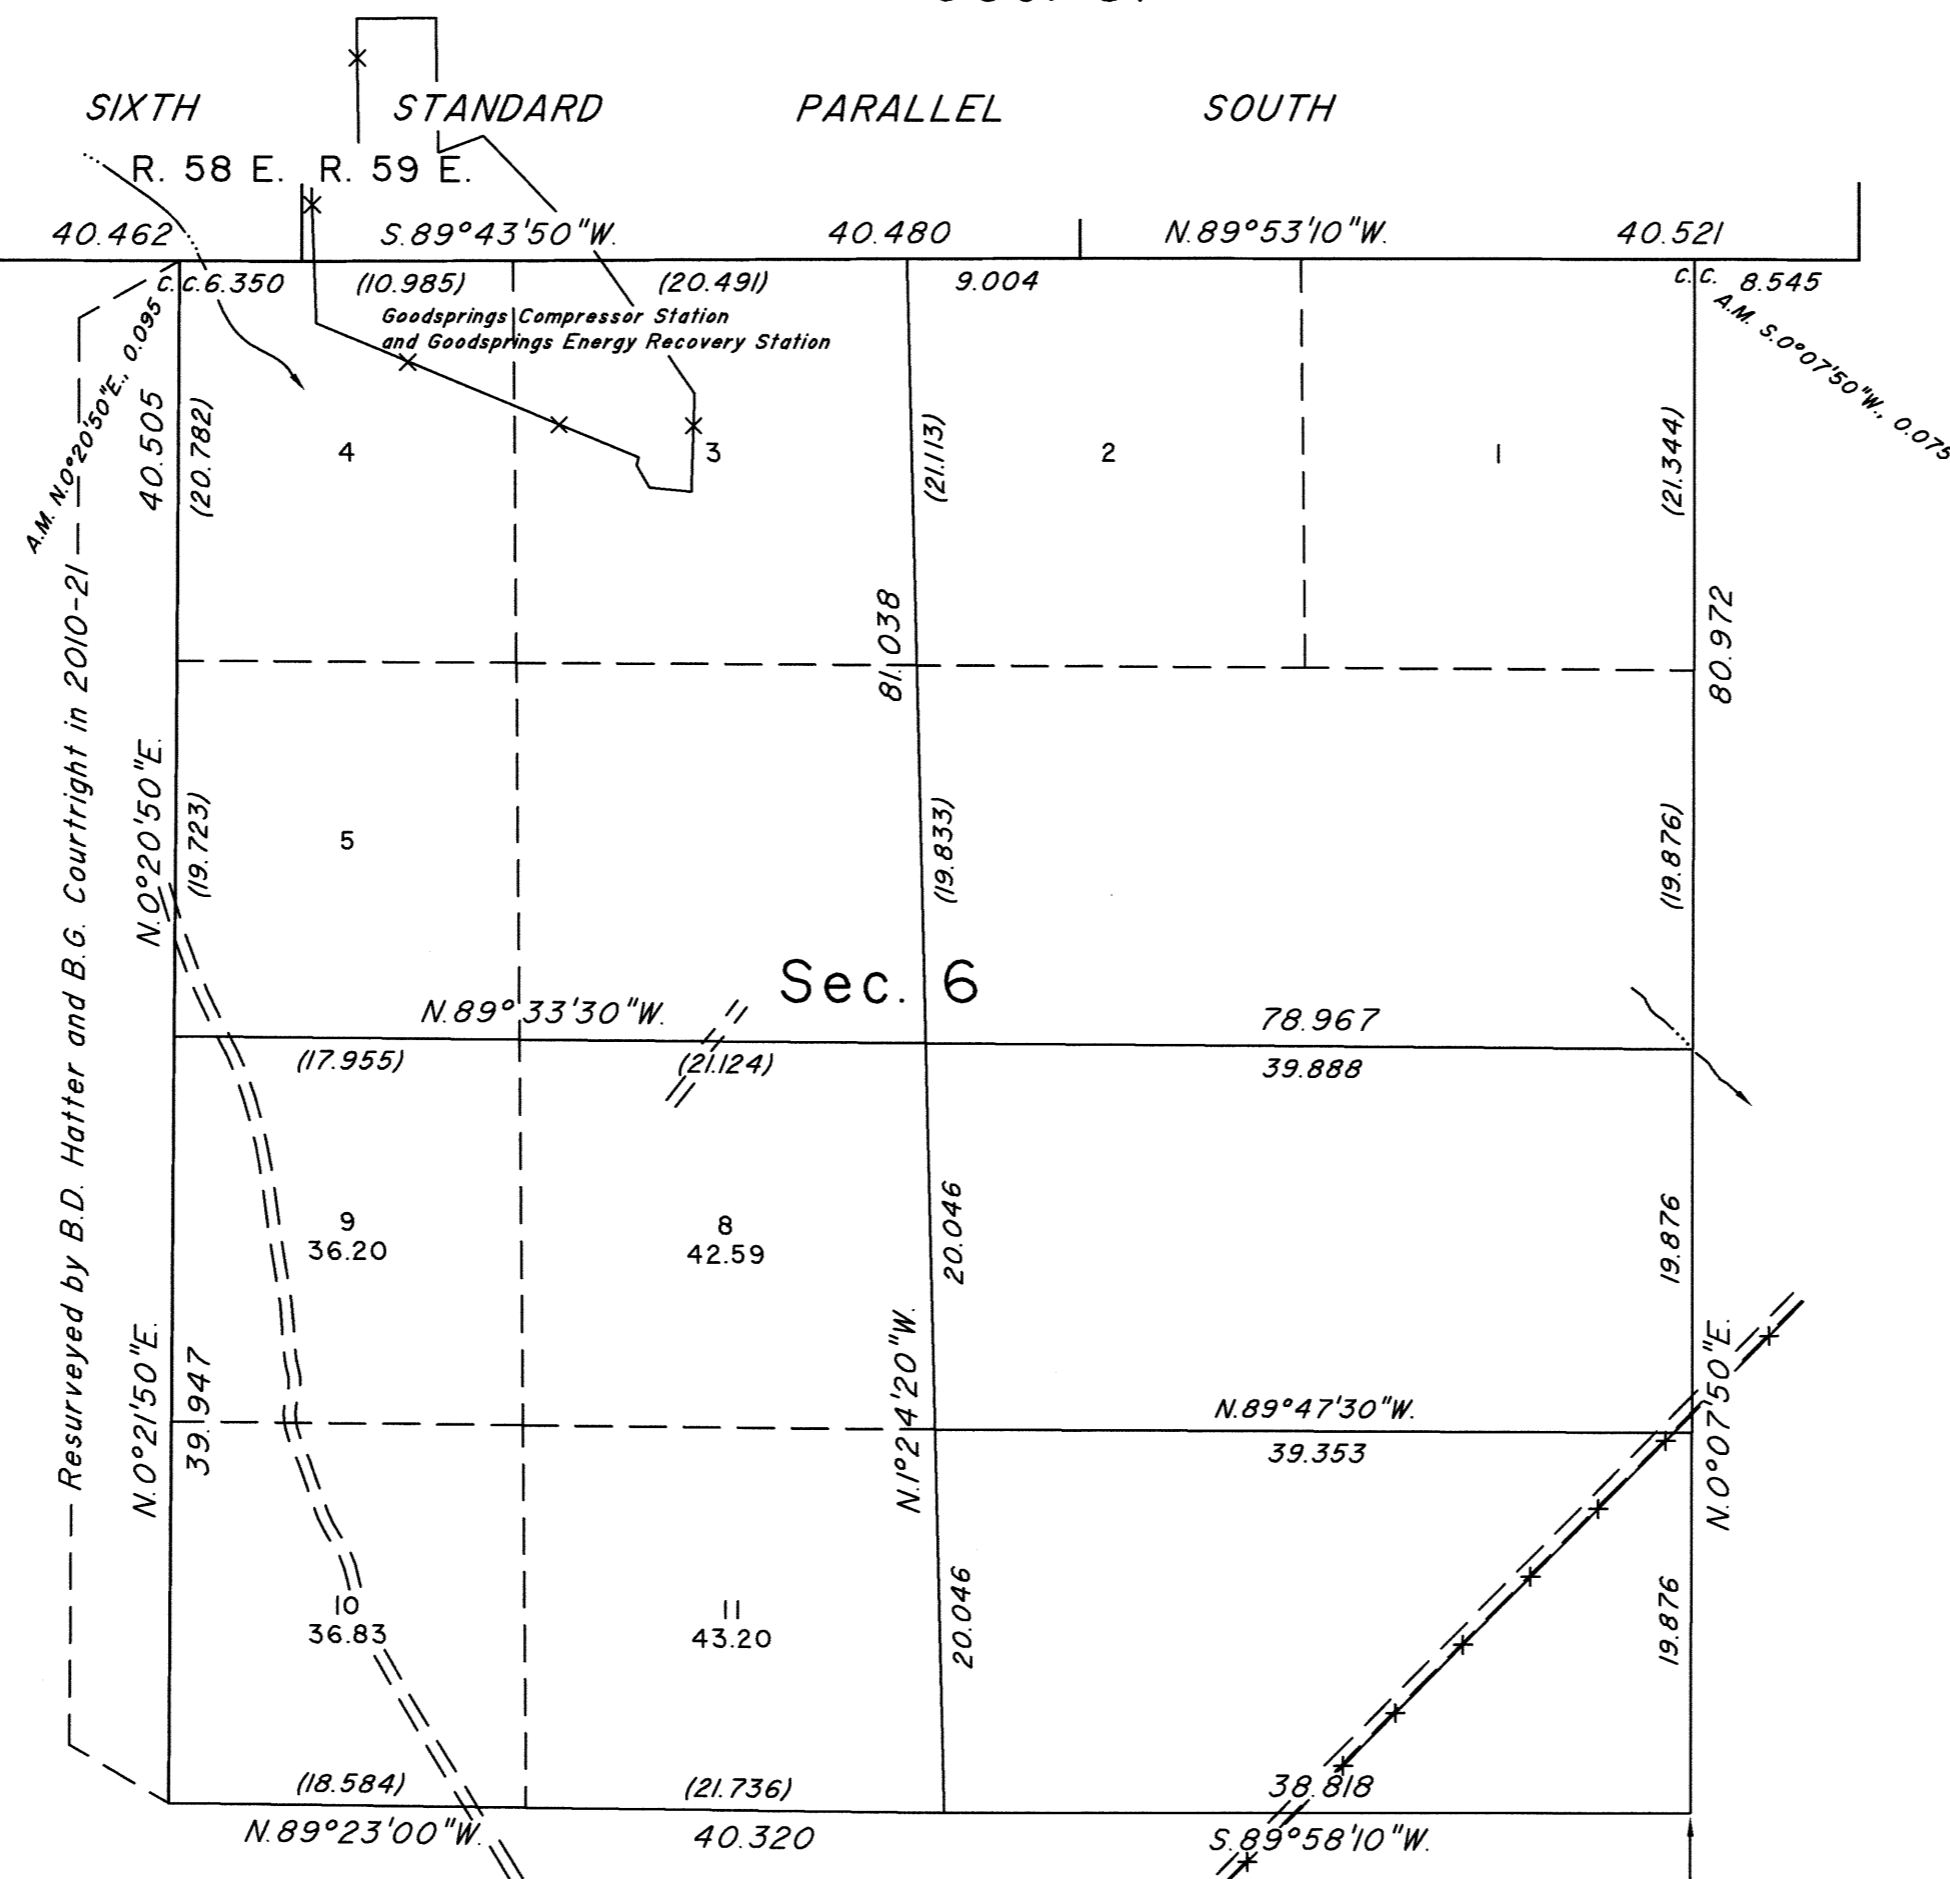 SIXTH STANDARD PARALLEL SOUTH
R. 58 E. R. 59 E.
40.462 S.89°43'50"W. 40.480 N.89°53'10"W. 40.521
c.c. 6.350 (10.985) (20.491) 9.004 c.c. 8.545
Goodsprings Compressor Station
and Goodsprings Energy Recovery Station
A.M. N.0°20'50"E., 0.095
A.M. S.0°07'50"W., 0.075
40.505
(20.782)
(21.113)
(21.344)
4 3 2 1
81.038
80.972
Resurveyed by B.D. Hatter and B.G. Courtright in 2010-21
N.0°20'50"E.
(19.723)
(19.833)
(19.876)
5
Sec. 6
N.89°33'30"W. 78.967
(17.955) (21.124) 39.888
9
36.20
8
42.59
20.046
19.876
N.0°21'50"E.
39.947
N.1°24'20"W.
N.0°07'50"E.
N.89°47'30"W.
39.353
10
36.83
11
43.20
20.046
19.876
(18.584) (21.736) 38.818
N.89°23'00"W. 40.320 S.89°58'10"W.